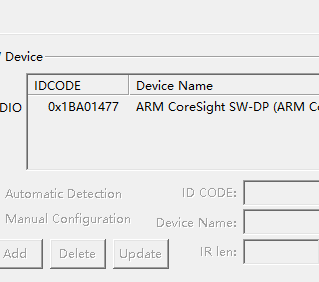 Device
IDCODE Device Name
DIO 0x1BA01477 ARM CoreSight SW-DP (ARM Co
Automatic Detection ID CODE:
Manual Configuration Device Name:
Add Delete Update IR len: